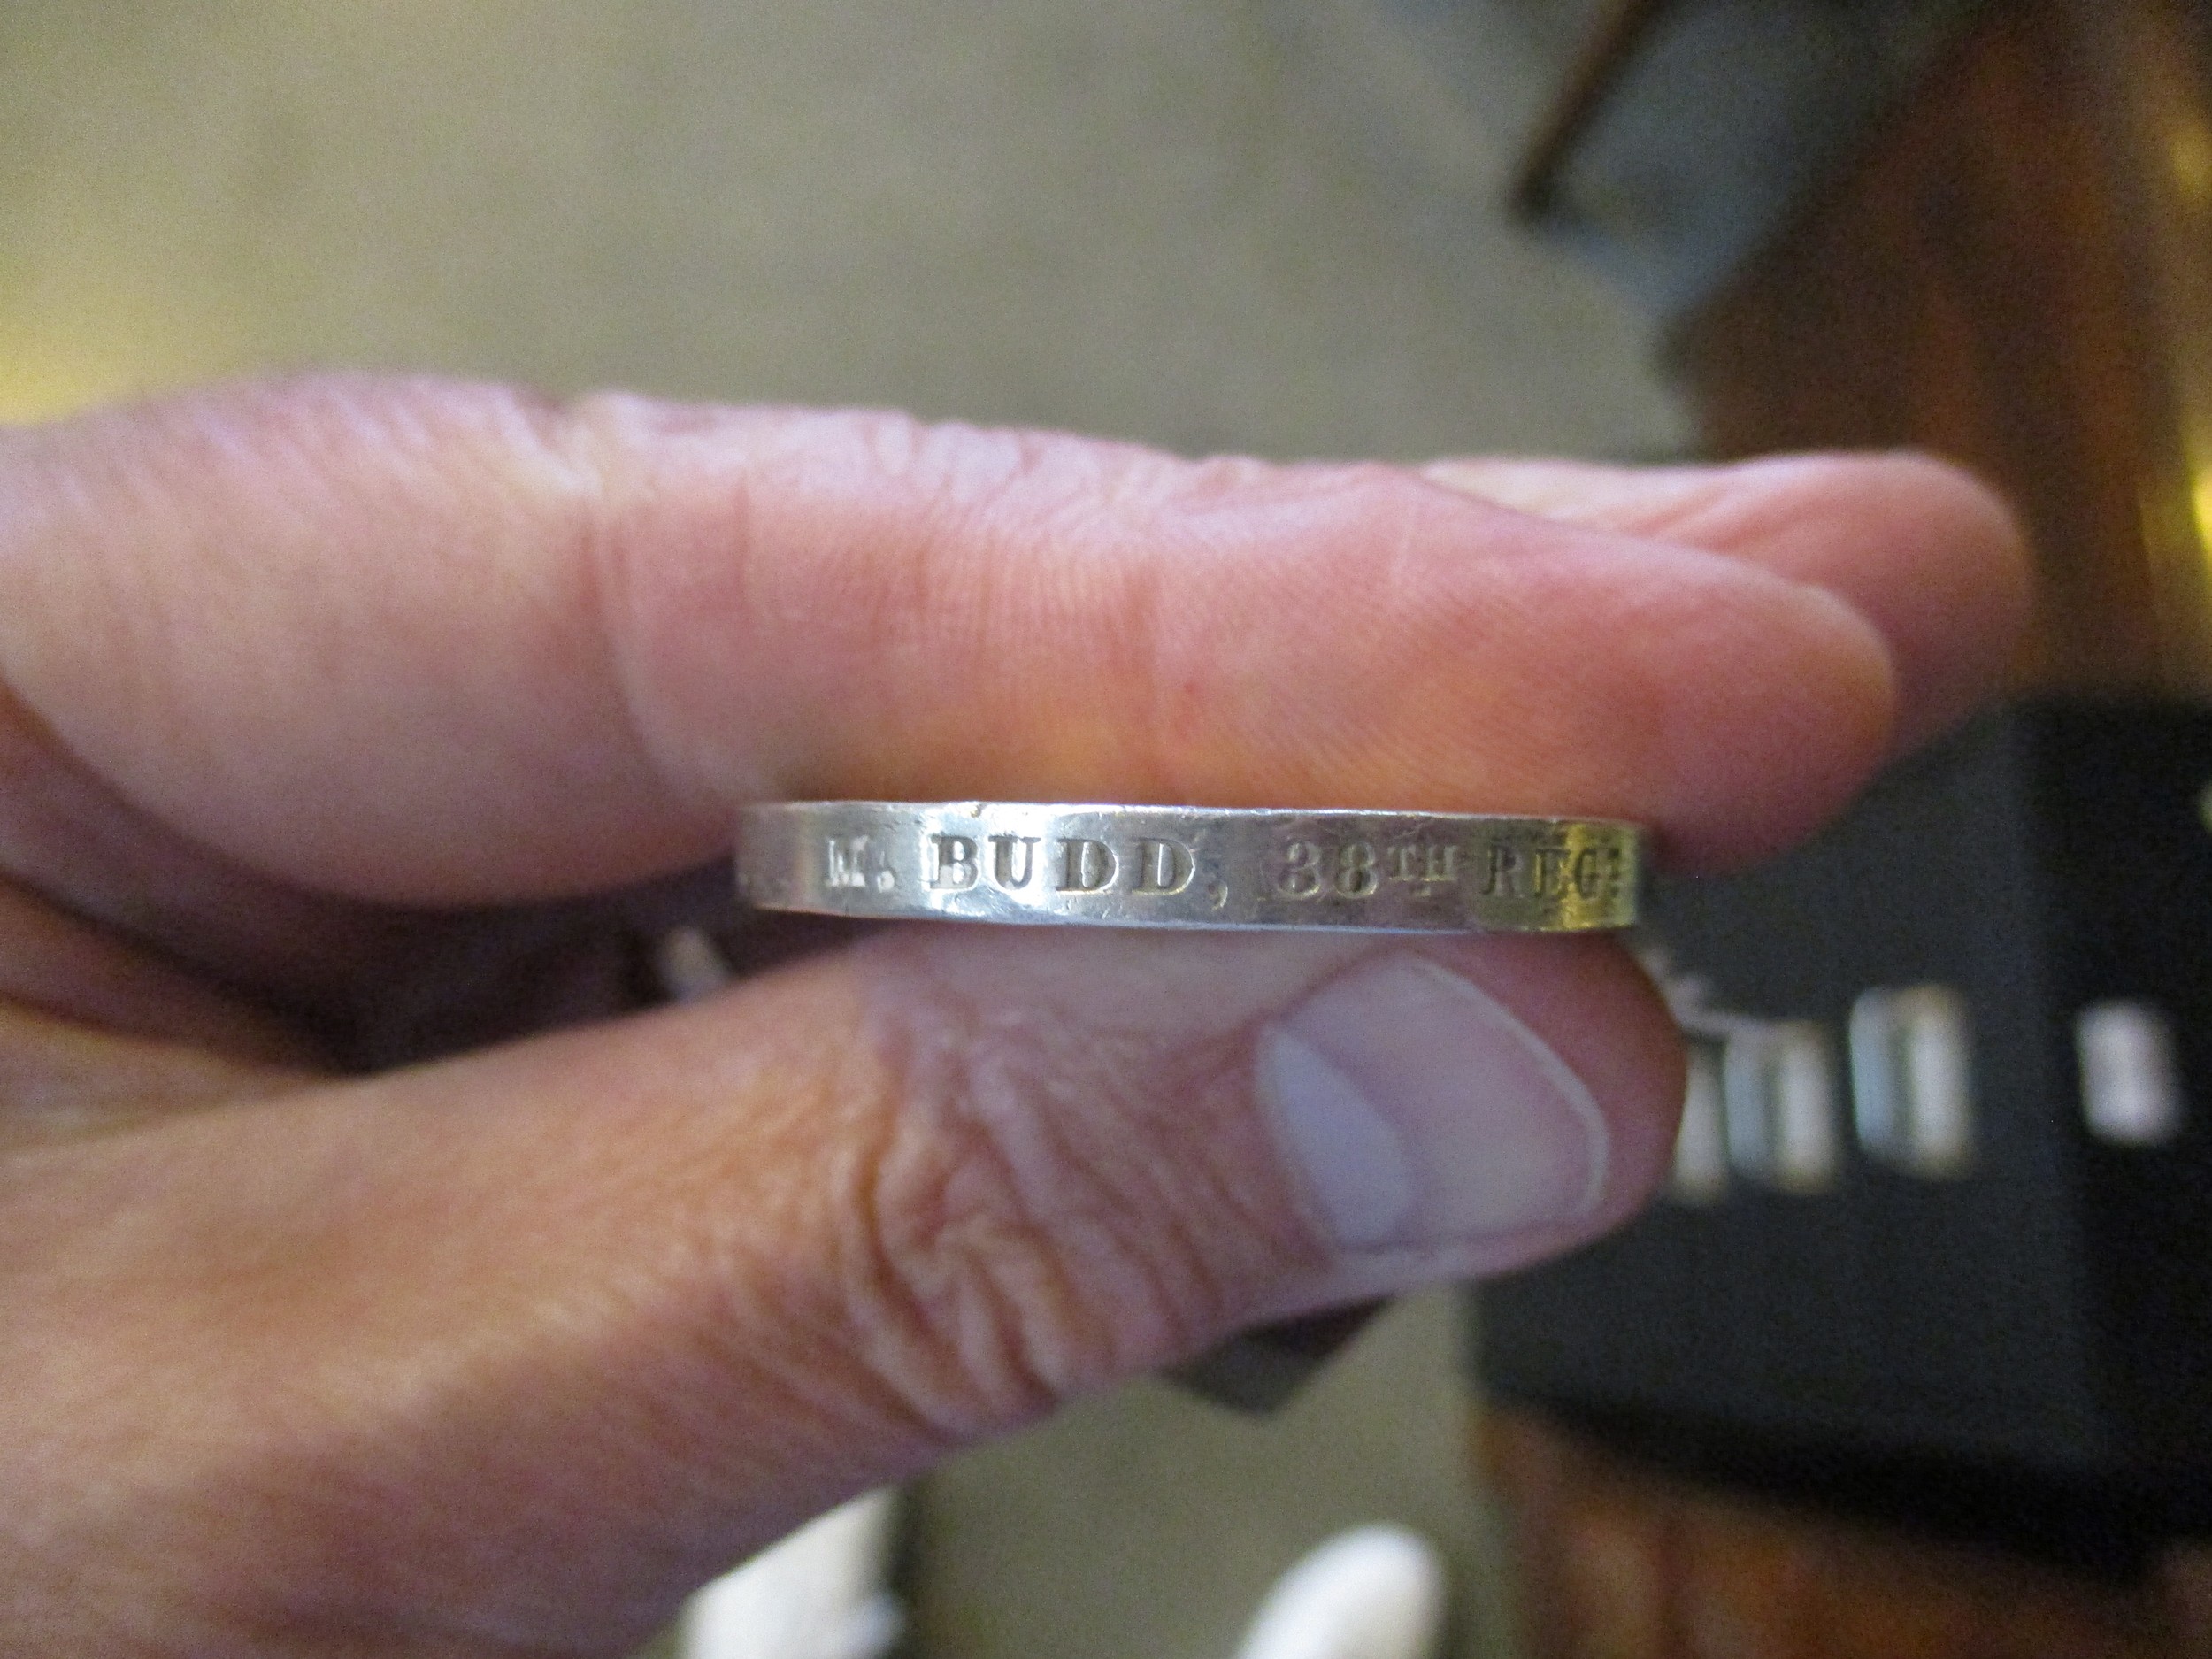 M. BUDD, 38TH REGT